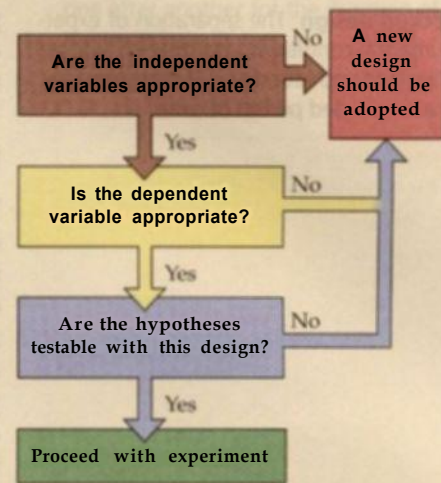 Are the independent
variables appropriate?
No
A new
design
should be
adopted
Yes
Is the dependent
variable appropriate?
No
Yes
Are the hypotheses
testable with this design?
No
Yes
Proceed with experiment